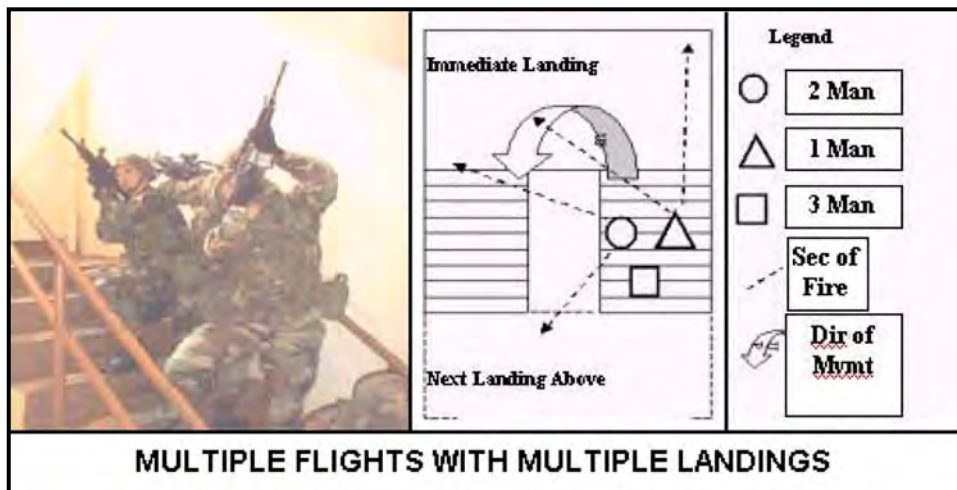 Immediate Landing
Next Landing Above
Legend
2 Man
1 Man
3 Man
Sec of
Fire
Dir of
Mvmt
MULTIPLE FLIGHTS WITH MULTIPLE LANDINGS